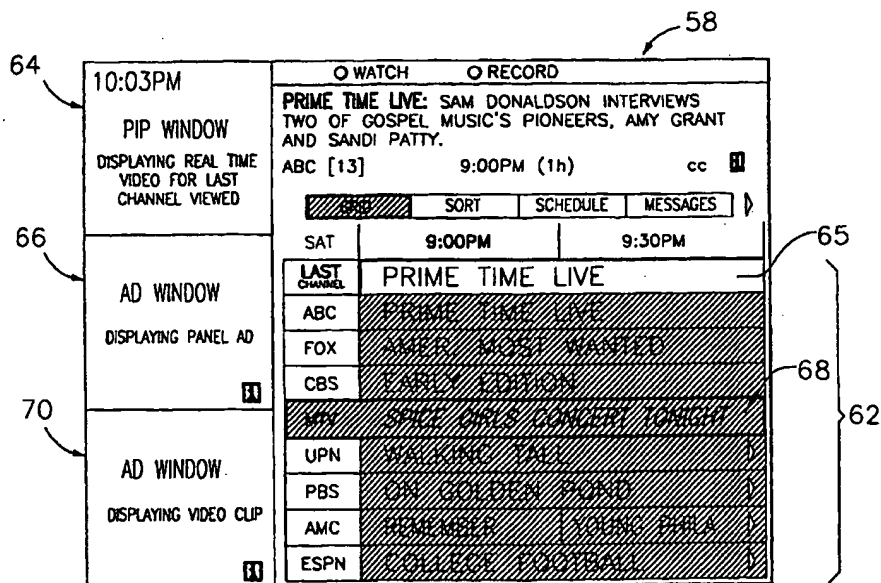 58
64
10:03PM
PIP WINDOW
DISPLAYING REAL TIME
VIDEO FOR LAST
CHANNEL VIEWED
66
AD WINDOW
DISPLAYING PANEL AD
70
AD WINDOW
DISPLAYING VIDEO CLIP
WATCH RECORD
PRIME TIME LIVE: SAM DONALDSON INTERVIEWS
TWO OF GOSPEL MUSIC'S PIONEERS, AMY GRANT
AND SANDI PATTY.
ABC [13] 9:00PM (1h) cc
GRID SORT SCHEDULE MESSAGES
SAT 9:00PM 9:30PM
LAST CHANNEL PRIME TIME LIVE
ABC PRIME TIME LIVE
FOX AMER. MOST WANTED
CBS EARLY EDITION
MTV SPICE GIRLS CONCERT TONIGHT
UPN WALKING TALL
PBS ON GOLDEN POND
AMC REMEMBER YOUNG PHILA
ESPN COLLEGE FOOTBALL
65
68
62